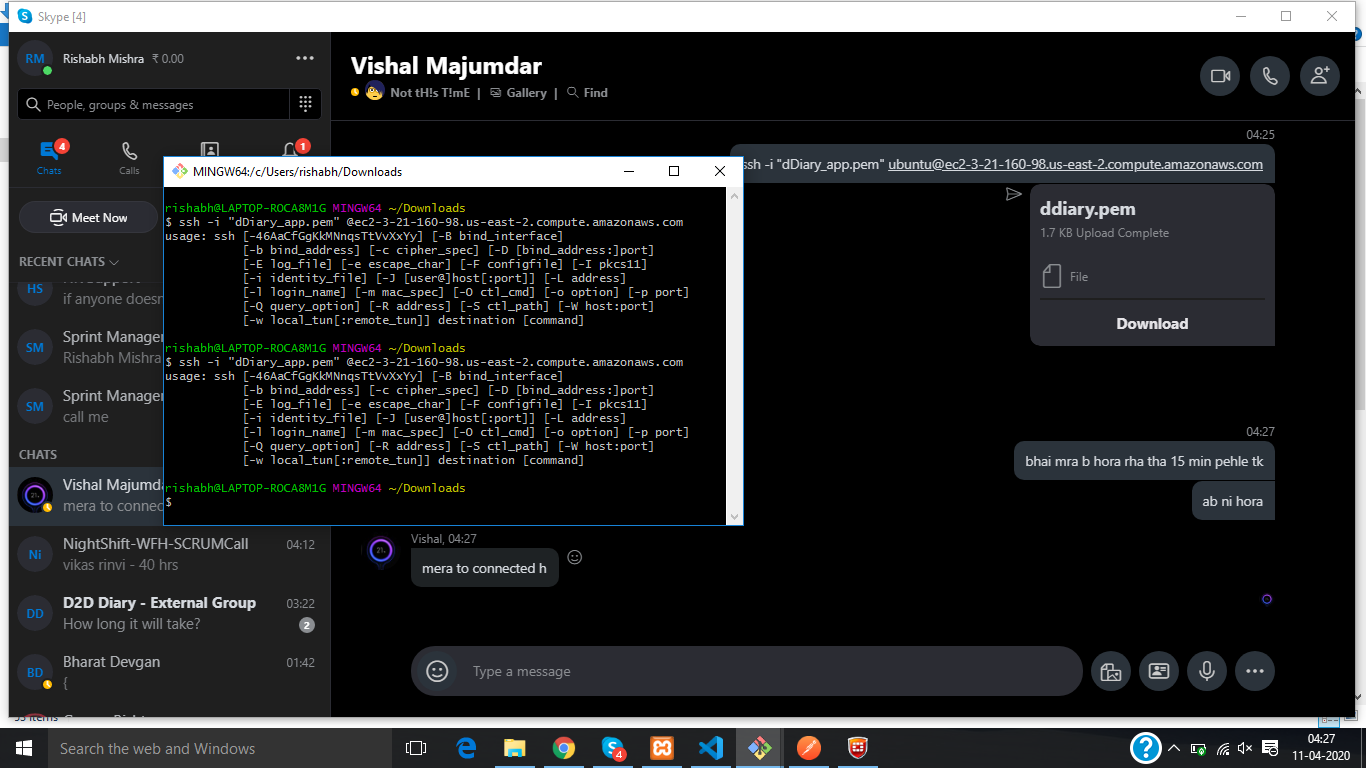 Skype [4]
RM
Rishabh Mishra ₹ 0.00
People, groups & messages
4
1
Chats
Calls
Meet Now
RECENT CHATS
HS
if anyone doesn
SM
Sprint Manager
Rishabh Mishra
SM
Sprint Manager
call me
CHATS
Vishal Majumda
mera to connec
Ni
NightShift-WFH-SCRUMCall 04:12
vikas rinvi - 40 hrs
DD
D2D Diary - External Group 03:22
How long it will take? 2
BD
Bharat Devgan 01:42
{
Vishal Majumdar
Not tH!s T!mE | Gallery | Find
04:25
ssh -i "dDiary_app.pem" ubuntu@ec2-3-21-160-98.us-east-2.compute.amazonaws.com
ddiary.pem
1.7 KB Upload Complete
File
Download
04:27
bhai mra b hora rha tha 15 min pehle tk
ab ni hora
Vishal, 04:27
mera to connected h
Type a message
MINGW64:/c/Users/rishabh/Downloads
rishabh@LAPTOP-ROCA8M1G MINGW64 ~/Downloads
$ ssh -i "dDiary_app.pem" @ec2-3-21-160-98.us-east-2.compute.amazonaws.com
usage: ssh [-46AaCfGgKkMNnqsTtVvXxYy] [-B bind_interface]
[-b bind_address] [-c cipher_spec] [-D [bind_address:]port]
[-E log_file] [-e escape_char] [-F configfile] [-I pkcs11]
[-i identity_file] [-J [user@]host[:port]] [-L address]
[-l login_name] [-m mac_spec] [-O ctl_cmd] [-o option] [-p port]
[-Q query_option] [-R address] [-S ctl_path] [-W host:port]
[-w local_tun[:remote_tun]] destination [command]
rishabh@LAPTOP-ROCA8M1G MINGW64 ~/Downloads
$ ssh -i "dDiary_app.pem" @ec2-3-21-160-98.us-east-2.compute.amazonaws.com
usage: ssh [-46AaCfGgKkMNnqsTtVvXxYy] [-B bind_interface]
[-b bind_address] [-c cipher_spec] [-D [bind_address:]port]
[-E log_file] [-e escape_char] [-F configfile] [-I pkcs11]
[-i identity_file] [-J [user@]host[:port]] [-L address]
[-l login_name] [-m mac_spec] [-O ctl_cmd] [-o option] [-p port]
[-Q query_option] [-R address] [-S ctl_path] [-W host:port]
[-w local_tun[:remote_tun]] destination [command]
rishabh@LAPTOP-ROCA8M1G MINGW64 ~/Downloads
$
Search the web and Windows
4
04:27
11-04-2020